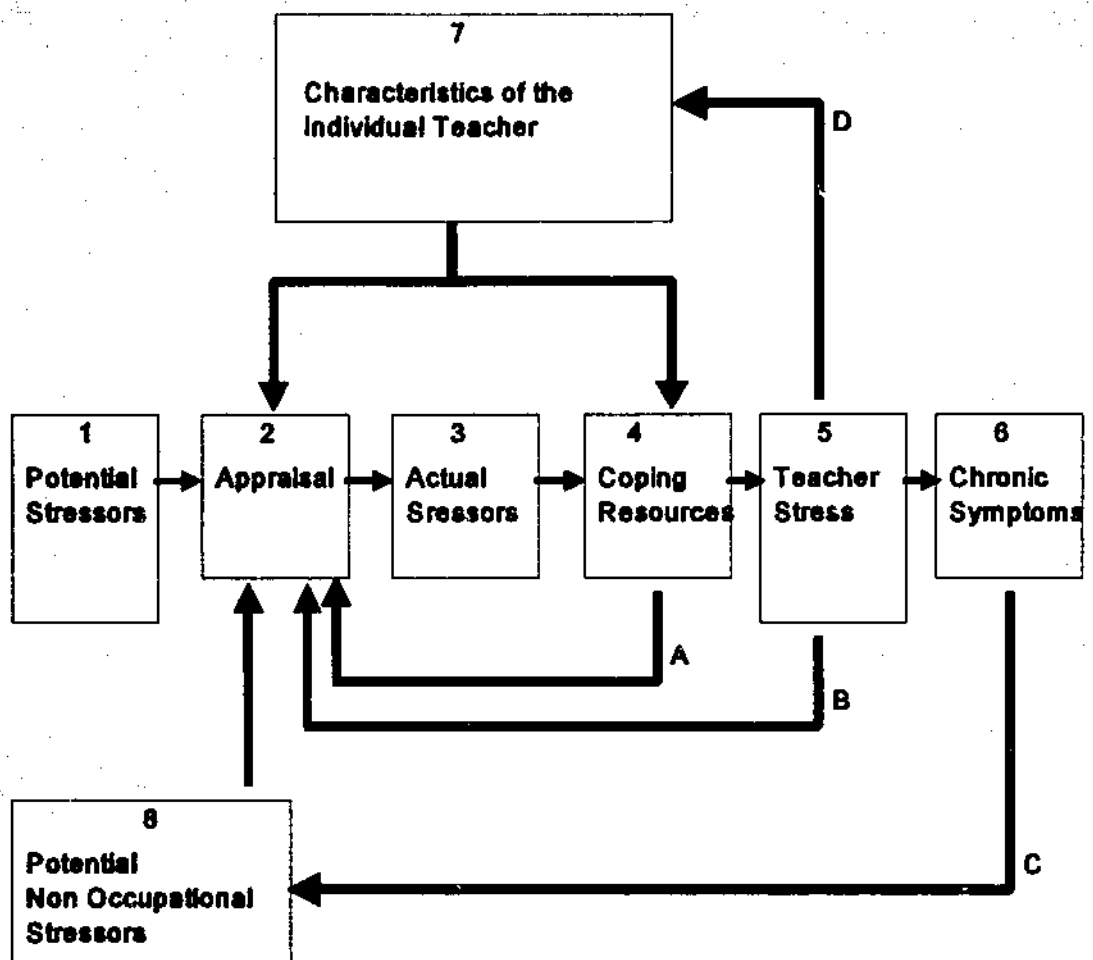 7
Characteristics of the
Individual Teacher
D
1
Potential
Stressors
2
Appraisal
3
Actual
Sressors
4
Coping
Resources
5
Teacher
Stress
6
Chronic
Symptoms
A
B
8
Potential
Non Occupational
Stressors
C